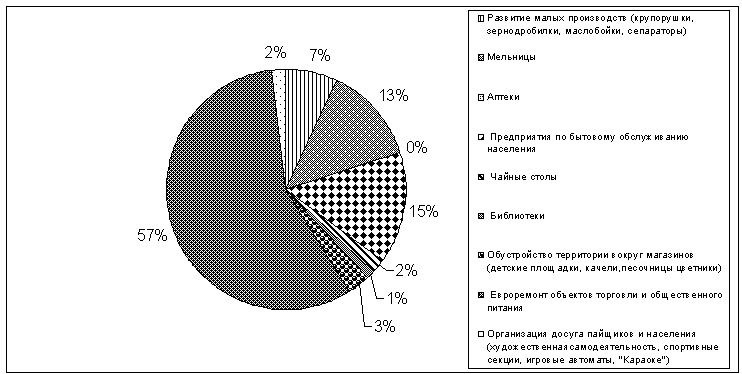 2%
7%
13%
0%
15%
2%
1%
3%
57%
Развитие малых производств (крупорушки,
зернодробилки, маслобойки, сепараторы)
Мельницы
Аптеки
Предприятия по бытовому обслуживанию
населения
Чайные столы
Библиотеки
Обустройство территории вокруг магазинов
(детские площадки, качели,песочницы цветники)
Евроремонт объектов торговли и общественного
питания
Организация досуга пайщиков и населения
(художественная самодеятельность, спортивные
секции, игровые автоматы, "Караоке")